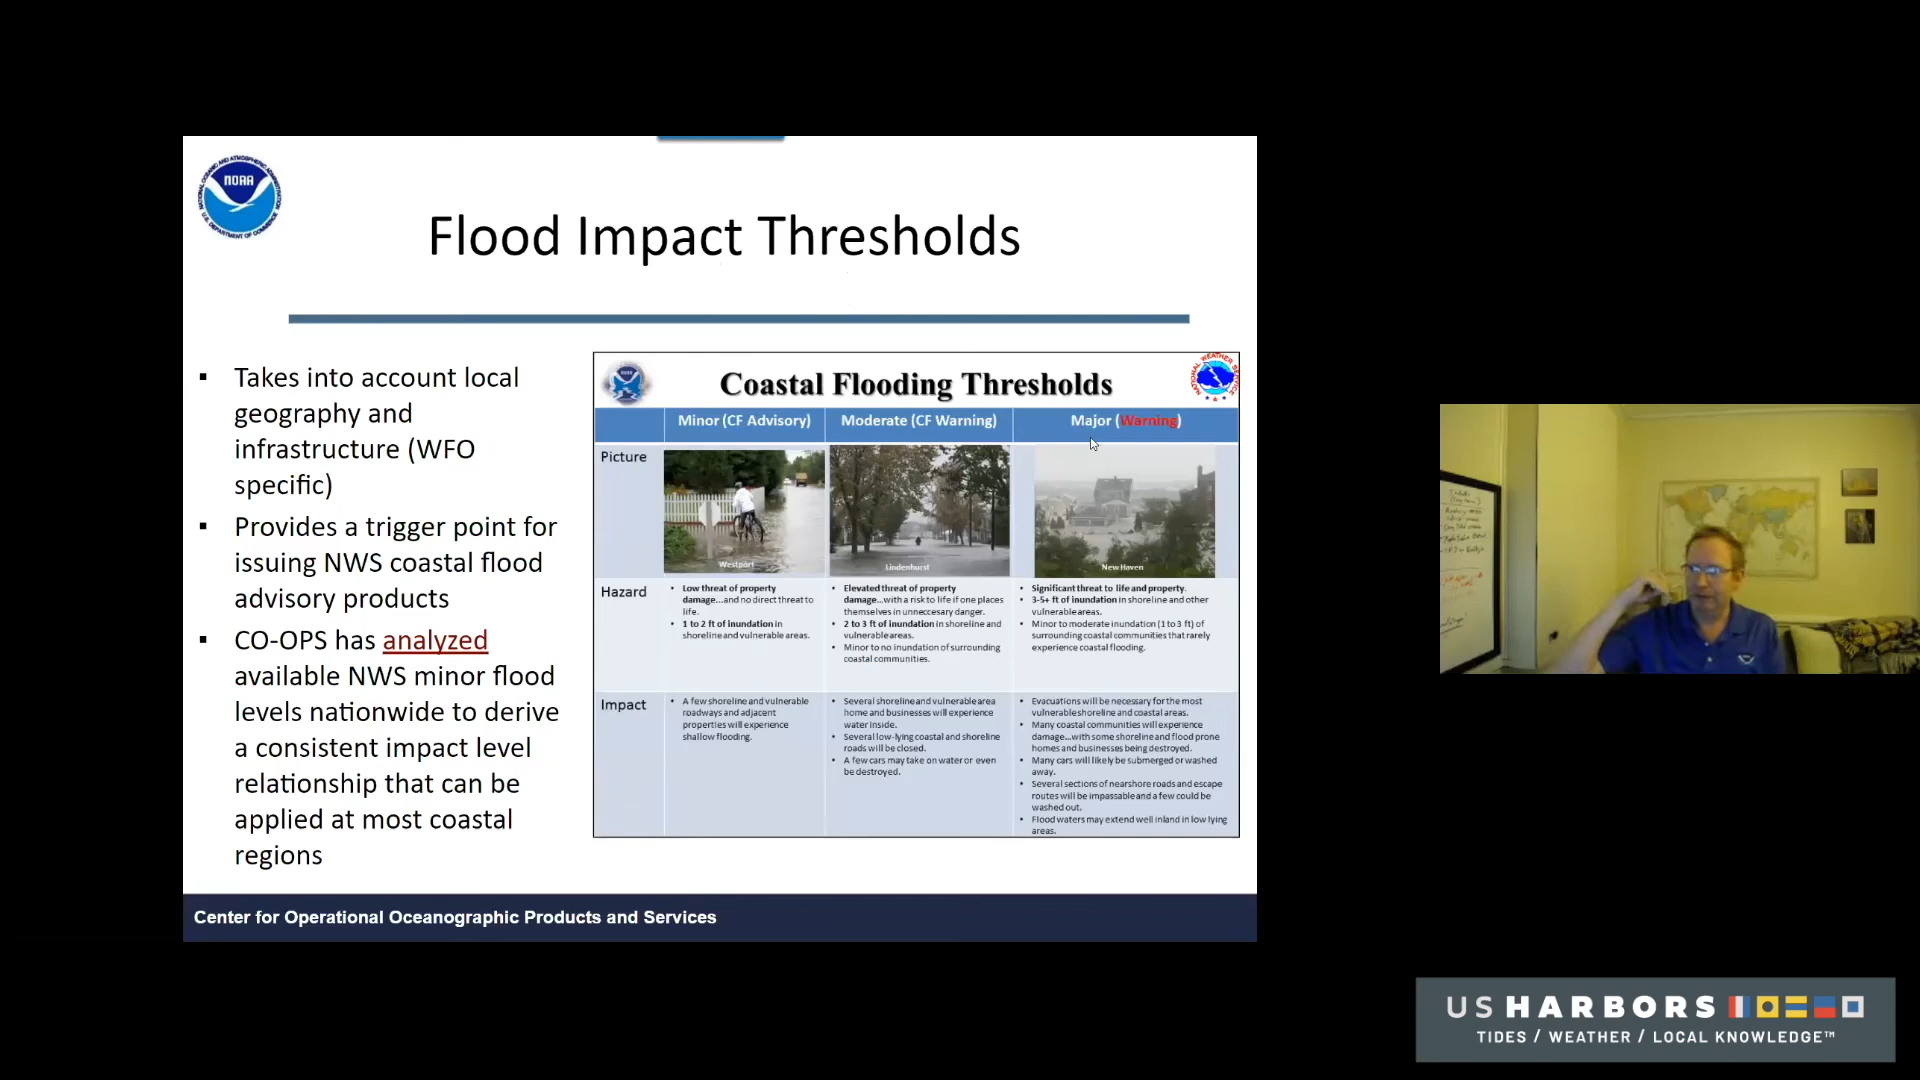 NOAA
NATIONAL OCEANIC AND ATMOSPHERIC ADMINISTRATION
U.S. DEPARTMENT OF COMMERCE
Flood Impact Thresholds
▪ Takes into account local
geography and
infrastructure (WFO
specific)
▪ Provides a trigger point for
issuing NWS coastal flood
advisory products
▪ CO-OPS has analyzed
available NWS minor flood
levels nationwide to derive
a consistent impact level
relationship that can be
applied at most coastal
regions
NATIONAL WEATHER SERVICE
Coastal Flooding Thresholds
Minor (CF Advisory)
Moderate (CF Warning)
Major (Warning)
Picture
Westport
Lindenhurst
New Haven
Hazard
• Low threat of property
damage...and no direct threat to
life.
• 1 to 2 ft of inundation in
shoreline and vulnerable areas.
• Elevated threat of property
damage...with a risk to life if one places
themselves in unneccesary danger.
• 2 to 3 ft of inundation in shoreline and
vulnerable areas.
• Minor to no inundation of surrounding
coastal communities.
• Significant threat to life and property.
• 3-5+ ft of inundation in shoreline and other
vulnerable areas.
• Minor to moderate inundation (1 to 3 ft) of
surrounding coastal communities that rarely
experience coastal flooding.
Impact
• A few shoreline and vulnerable
roadways and adjacent
properties will experience
shallow flooding.
• Several shoreline and vulnerable area
home and businesses will experience
water inside.
• Several low-lying coastal and shoreline
roads will be closed.
• A few cars may take on water or even
be destroyed.
• Evacuations will be necessary for the most
vulnerable shoreline and coastal areas.
• Many coastal communities will experience
damage...with some shoreline and flood prone
homes and businesses being destroyed.
• Many cars will likely be submerged or washed
away.
• Several sections of nearshore roads and escape
routes will be impassable and a few could be
washed out.
• Flood waters may extend well inland in low lying
areas.
Center for Operational Oceanographic Products and Services
US HARBORS
TIDES / WEATHER / LOCAL KNOWLEDGE™